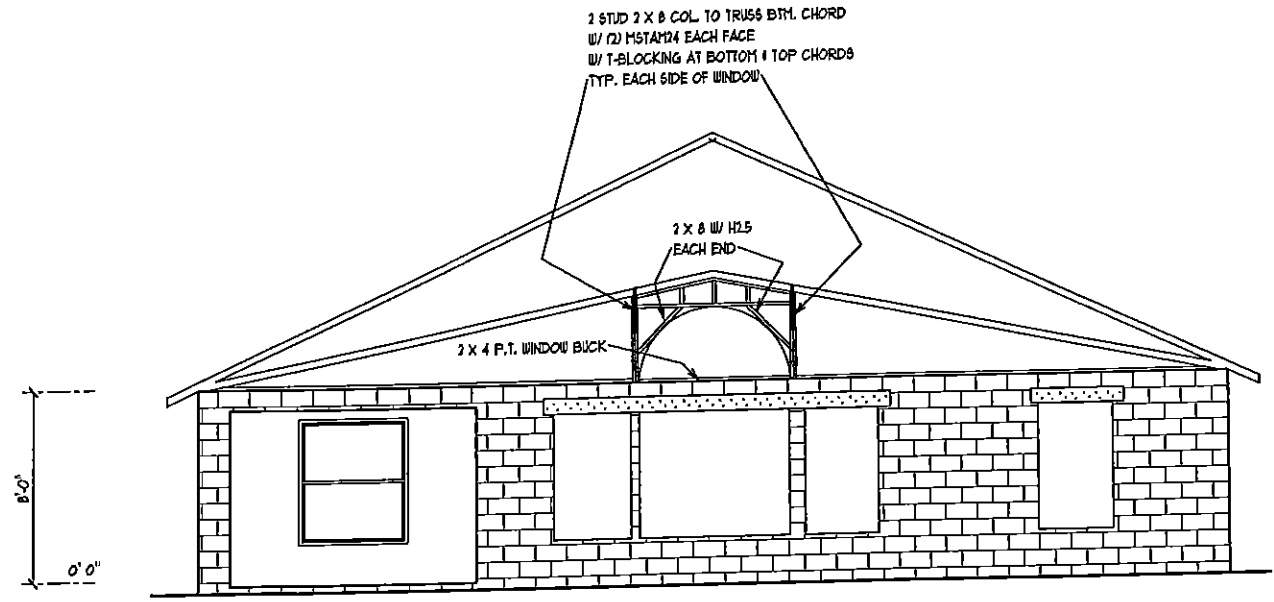 2 STUD 2 X 8 COL. TO TRUSS BTM. CHORD
W/ (2) MSTAM24 EACH FACE
W/ T-BLOCKING AT BOTTOM & TOP CHORDS
TYP. EACH SIDE OF WINDOW
2 X 8 W/ H2.5
EACH END
2 X 4 P.T. WINDOW BUCK
8'-0"
0' 0"